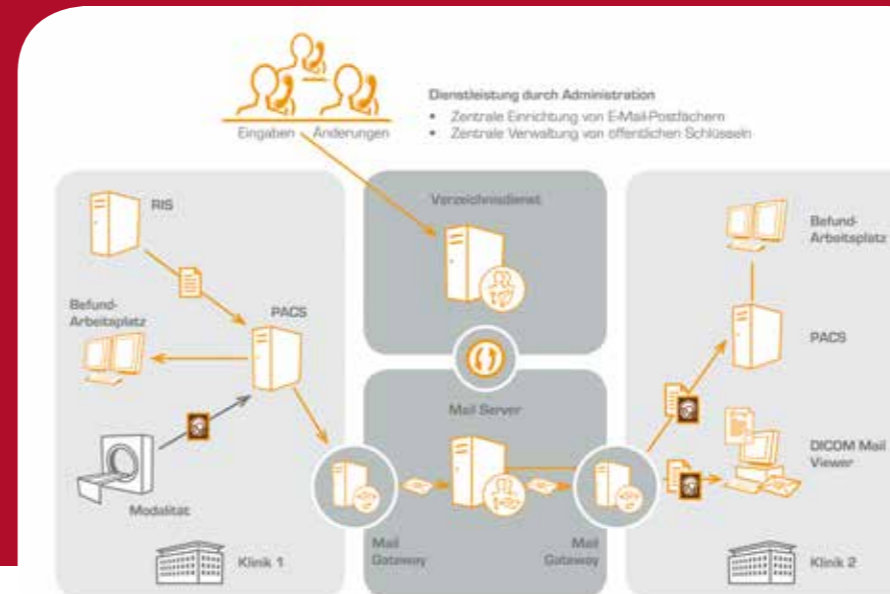 Dienstleistung durch Administration
• Zentrale Einrichtung von E-Mail-Postfächern
• Zentrale Verwaltung von öffentlichen Schlüsseln
Eingaben Änderungen
RIS
Befund-
Arbeitsplatz
PACS
Modalität
Klinik 1
Verzeichnisdienst
Mail Server
Mail
Gateway
Mail
Gateway
Befund-
Arbeitsplatz
PACS
DICOM Mail
Viewer
Klinik 2